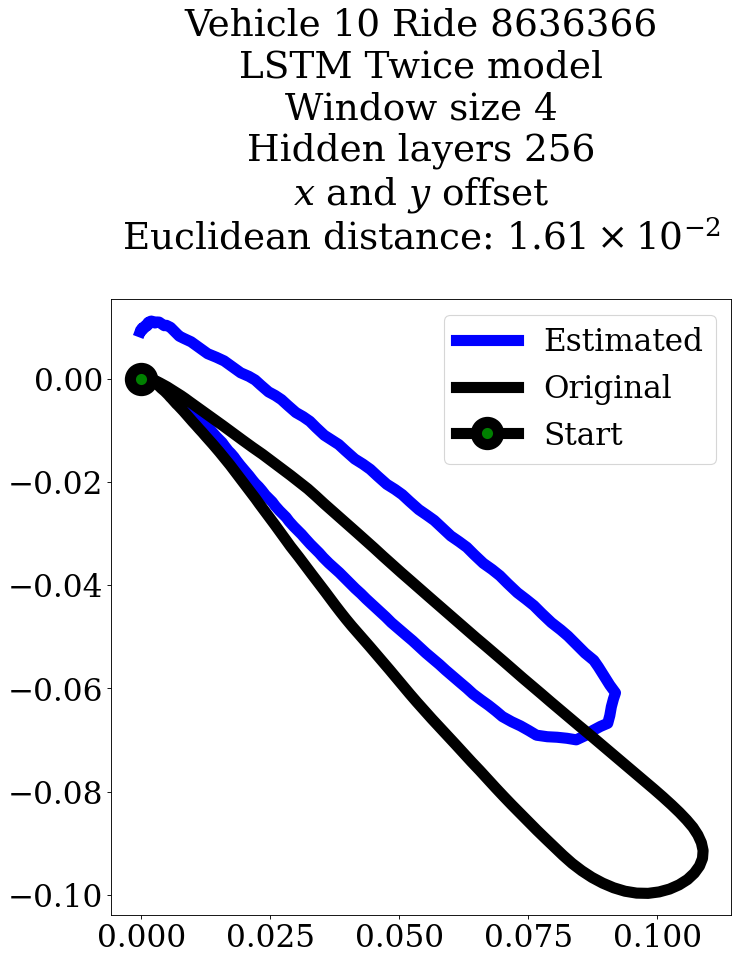 Vehicle 10 Ride 8636366
LSTM Twice model
Window size 4
Hidden layers 256
x and y offset
Euclidean distance: 1.61 × 10⁻²
Estimated
Original
Start
0.00
−0.02
−0.04
−0.06
−0.08
−0.10
0.000 0.025 0.050 0.075 0.100